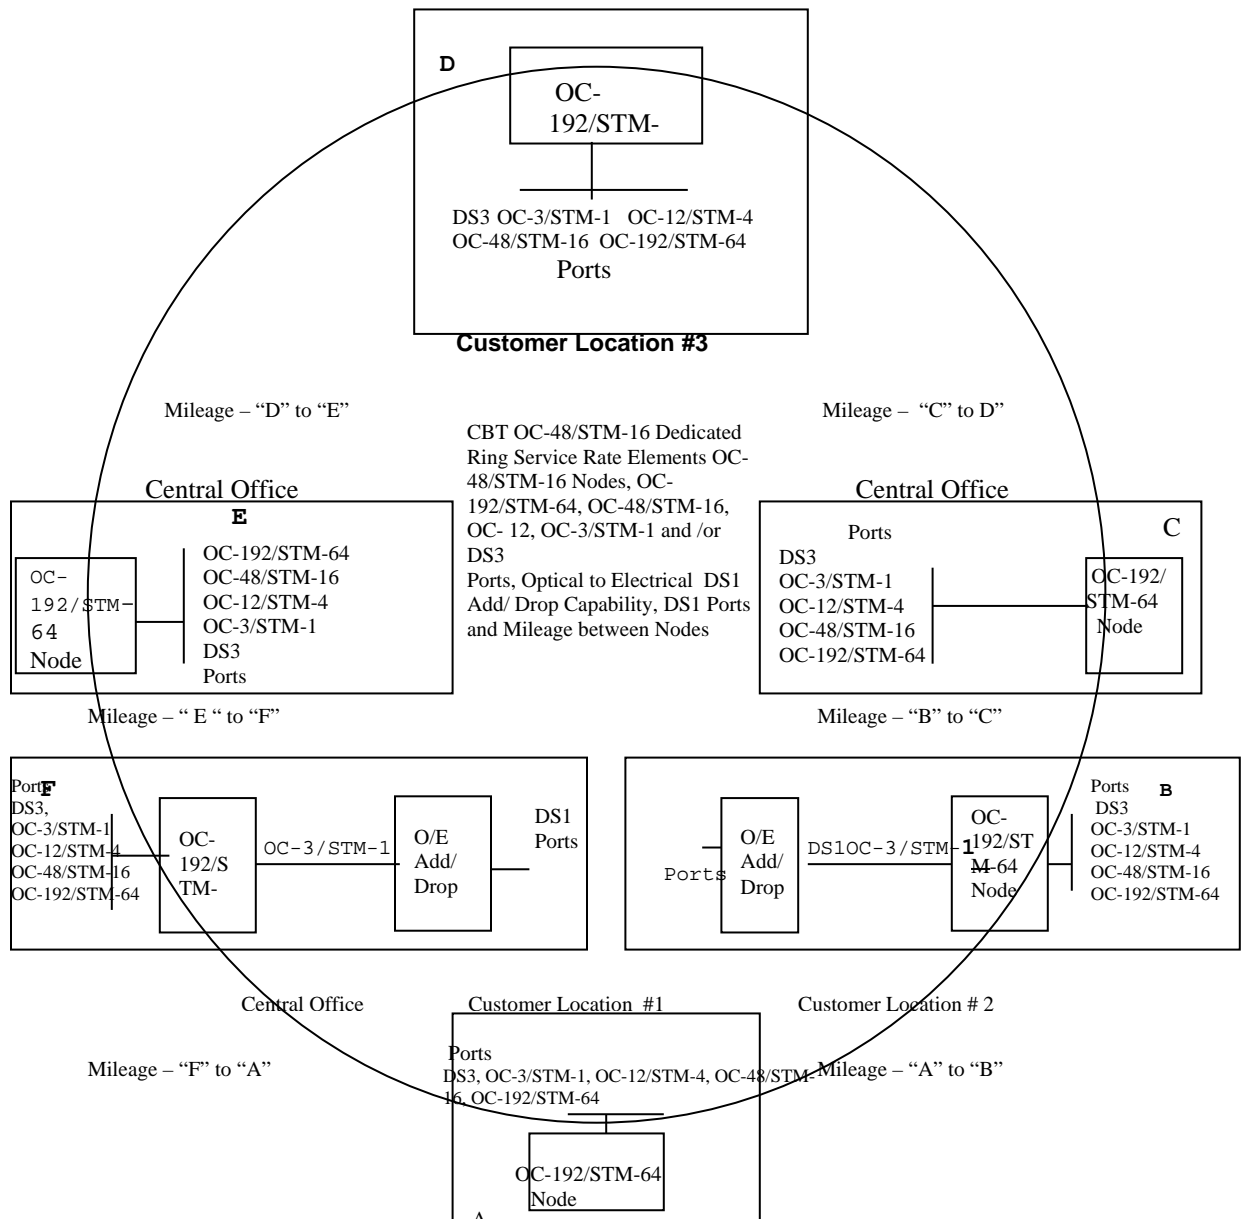 D
OC-
192/STM-
DS3 OC-3/STM-1 OC-12/STM-4
OC-48/STM-16 OC-192/STM-64
Ports
Customer Location #3
Mileage – “D” to “E”
Mileage – “C” to D”
CBT OC-48/STM-16 Dedicated
Ring Service Rate Elements OC-
48/STM-16 Nodes, OC-
192/STM-64, OC-48/STM-16,
OC- 12, OC-3/STM-1 and /or
DS3
Ports, Optical to Electrical DS1
Add/ Drop Capability, DS1 Ports
and Mileage between Nodes
Central Office
E
OC-
192/STM-
64
Node
OC-192/STM-64
OC-48/STM-16
OC-12/STM-4
OC-3/STM-1
DS3
Ports
Central Office
C
Ports
DS3
OC-3/STM-1
OC-12/STM-4
OC-48/STM-16
OC-192/STM-64
OC-192/
STM-64
Node
Mileage – “ E “ to “F”
Mileage – “B” to “C”
Ports
F
DS3,
OC-3/STM-1
OC-12/STM-4
OC-48/STM-16
OC-192/STM-64
OC-
192/S
TM-
OC-3/STM-1
O/E
Add/
Drop
DS1
Ports
Ports
O/E
Add/
Drop
DS1OC-3/STM-1
OC-
192/ST
M-64
Node
Ports
B
DS3
OC-3/STM-1
OC-12/STM-4
OC-48/STM-16
OC-192/STM-64
Central Office
Customer Location #1
Customer Location # 2
Mileage – “F” to “A”
Mileage – “A” to “B”
Ports
DS3, OC-3/STM-1, OC-12/STM-4, OC-48/STM-
16, OC-192/STM-64
OC-192/STM-64
Node
A